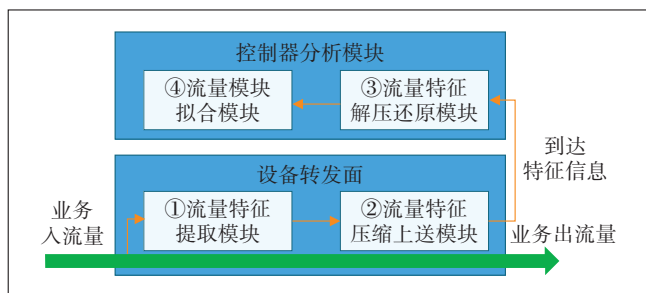 控制器分析模块
④流量模块
拟合模块
③流量特征
解压还原模块
到达
特征信息
设备转发面
业务
入流量
①流量特征
提取模块
②流量特征
压缩上送模块
业务出流量